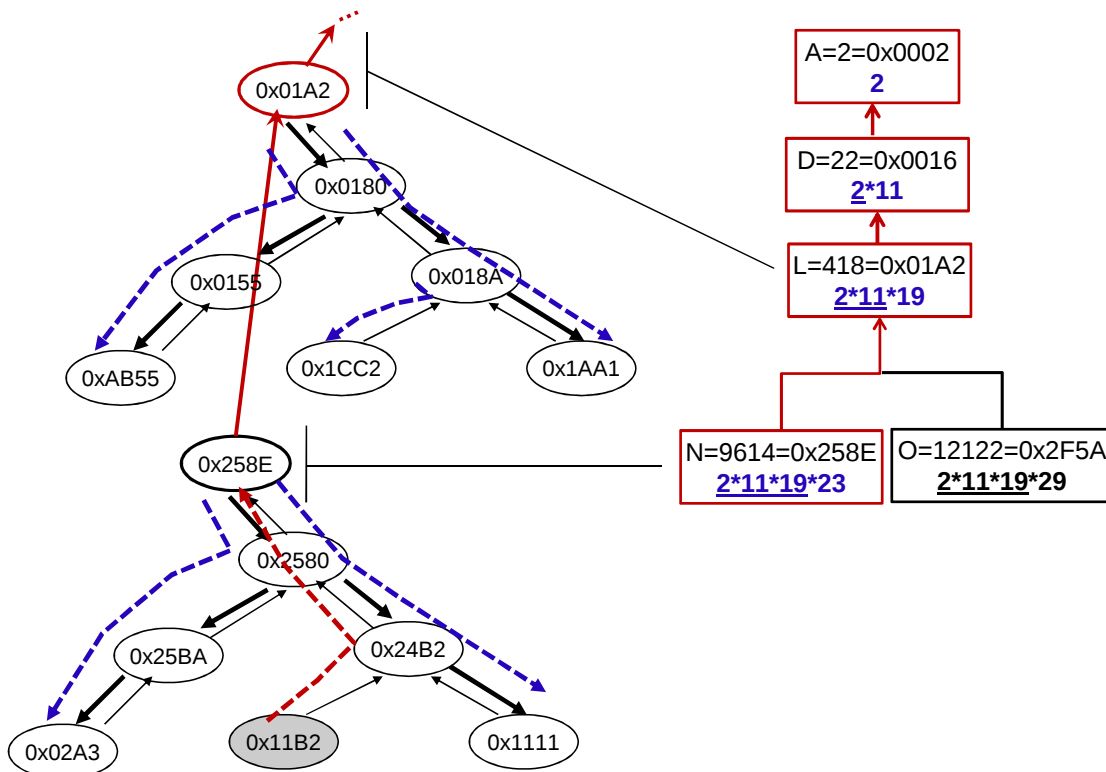 0x01A2
0x0180
0x0155
0x018A
0xAB55
0x1CC2
0x1AA1
0x258E
0x2580
0x25BA
0x24B2
0x02A3
0x11B2
0x1111
A=2=0x0002
2
D=22=0x0016
2*11
L=418=0x01A2
2*11*19
N=9614=0x258E
2*11*19*23
O=12122=0x2F5A
2*11*19*29